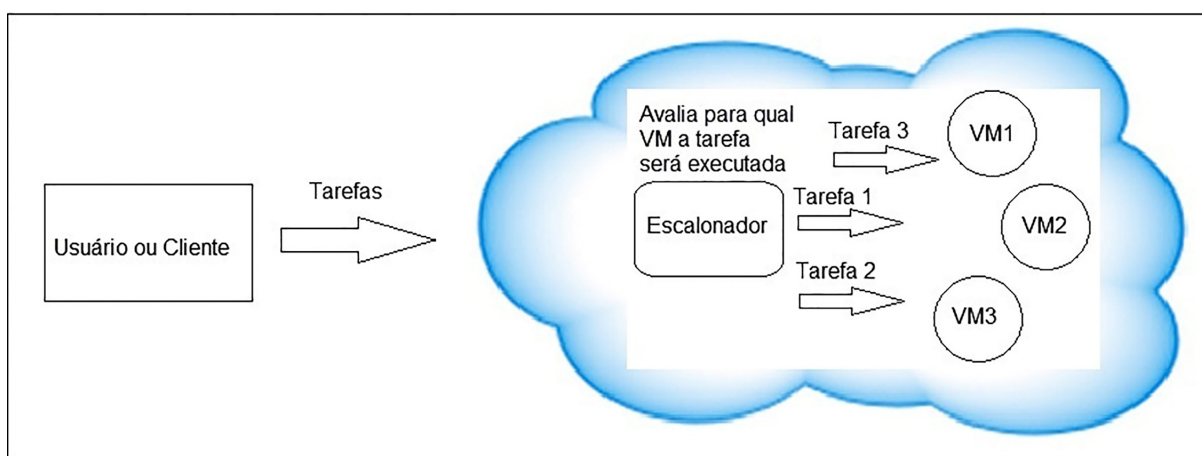 Usuário ou Cliente
Tarefas
Avalia para qual
VM a tarefa
será executada
Escalonador
Tarefa 3
Tarefa 1
Tarefa 2
VM1
VM2
VM3